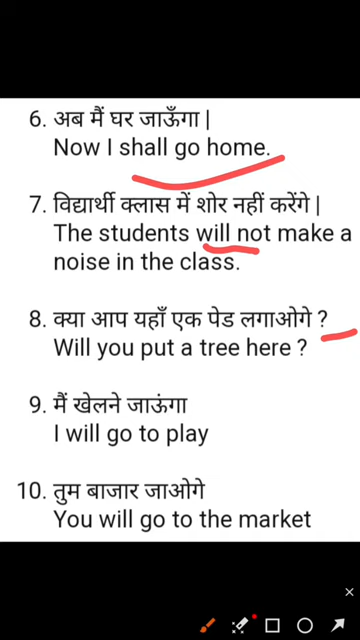 6. अब मैं घर जाऊँगा |
Now I shall go home.
7. विद्यार्थी क्लास में शोर नहीं करेंगे |
The students will not make a
noise in the class.
8. क्या आप यहाँ एक पेड लगाओगे ?
Will you put a tree here ?
9. मैं खेलने जाऊंगा
I will go to play
10. तुम बाजार जाओगे
You will go to the market